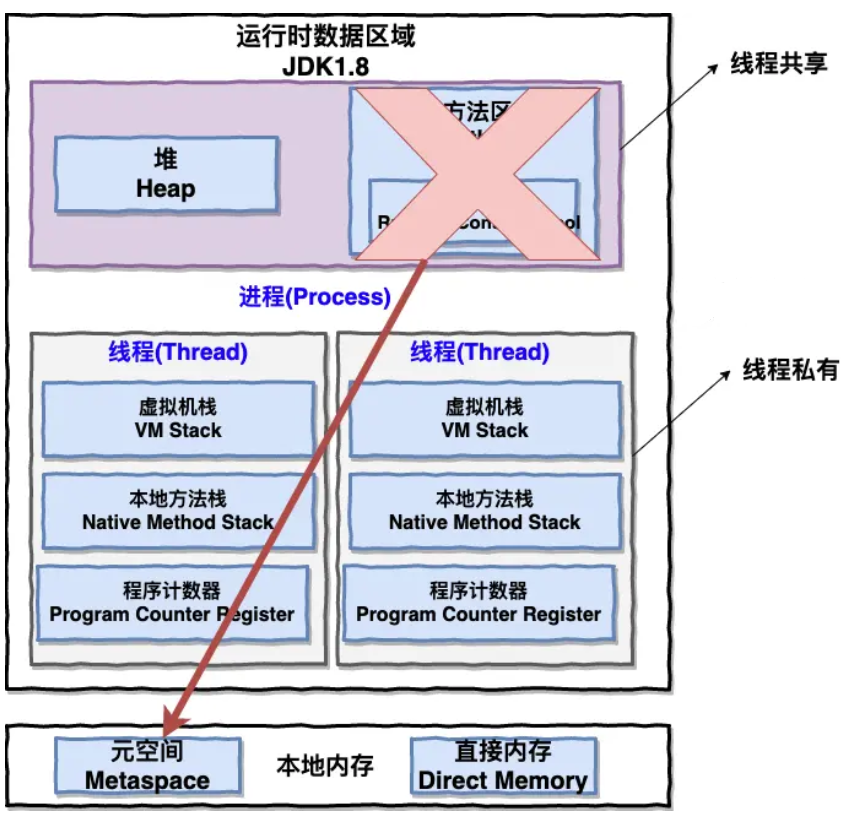 运行时数据区域
JDK1.8
线程共享
堆
Heap
方法区
进程(Process)
线程(Thread)
虚拟机栈
VM Stack
本地方法栈
Native Method Stack
程序计数器
Program Counter Register
线程(Thread)
虚拟机栈
VM Stack
本地方法栈
Native Method Stack
程序计数器
Program Counter Register
线程私有
元空间
Metaspace
本地内存
直接内存
Direct Memory